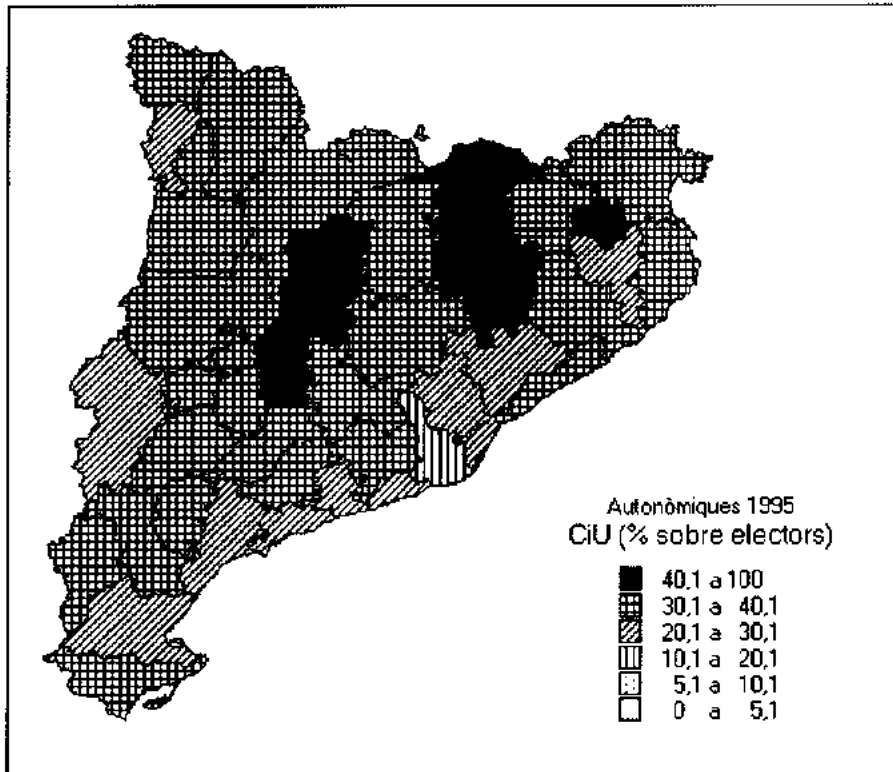 Autonòmiques 1995
CiU (% sobre electors)
40,1 a 100
30,1 a 40,1
20,1 a 30,1
10,1 a 20,1
5,1 a 10,1
0 a 5,1